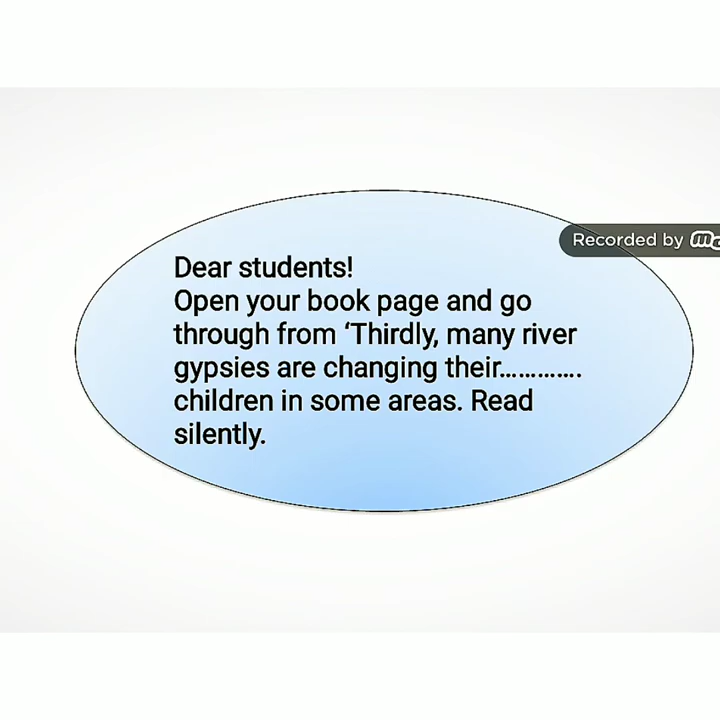 Recorded by
Dear students!
Open your book page and go
through from ‘Thirdly, many river
gypsies are changing their………….
children in some areas. Read
silently.